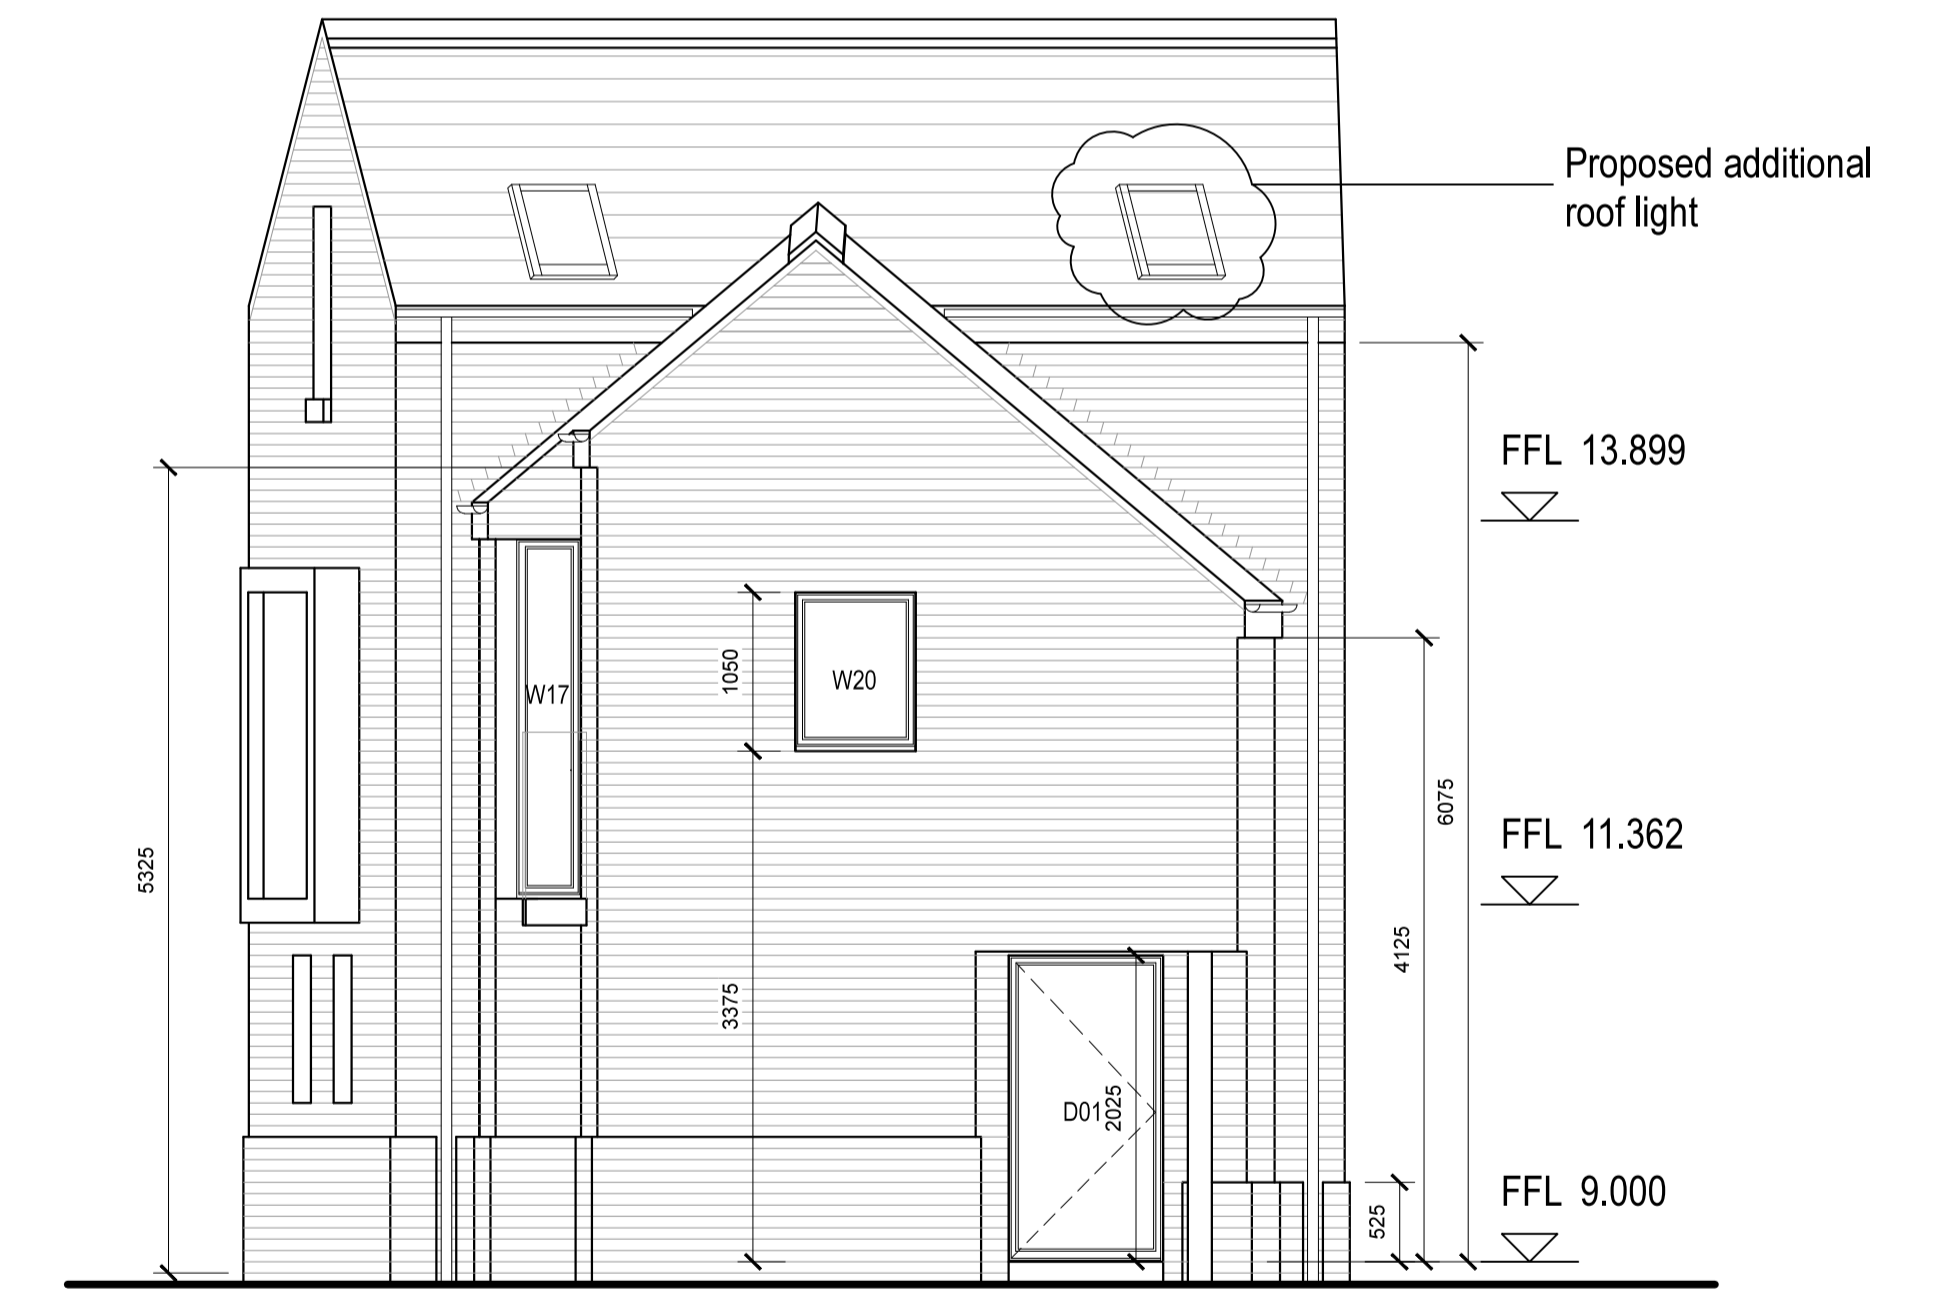 Proposed additional
roof light
FFL 13.899
W17
1050
W20
6075
FFL 11.362
5325
4125
3375
D01
2025
FFL 9.000
525